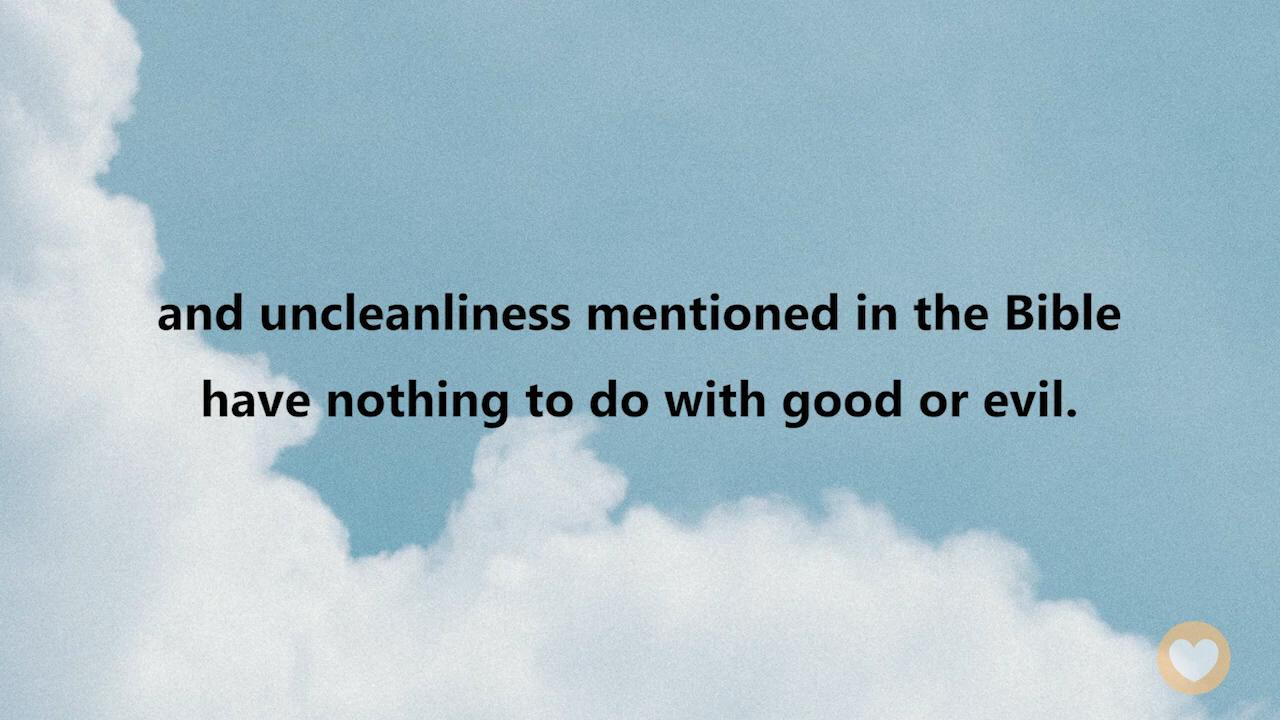 and uncleanliness mentioned in the Bible
have nothing to do with good or evil.